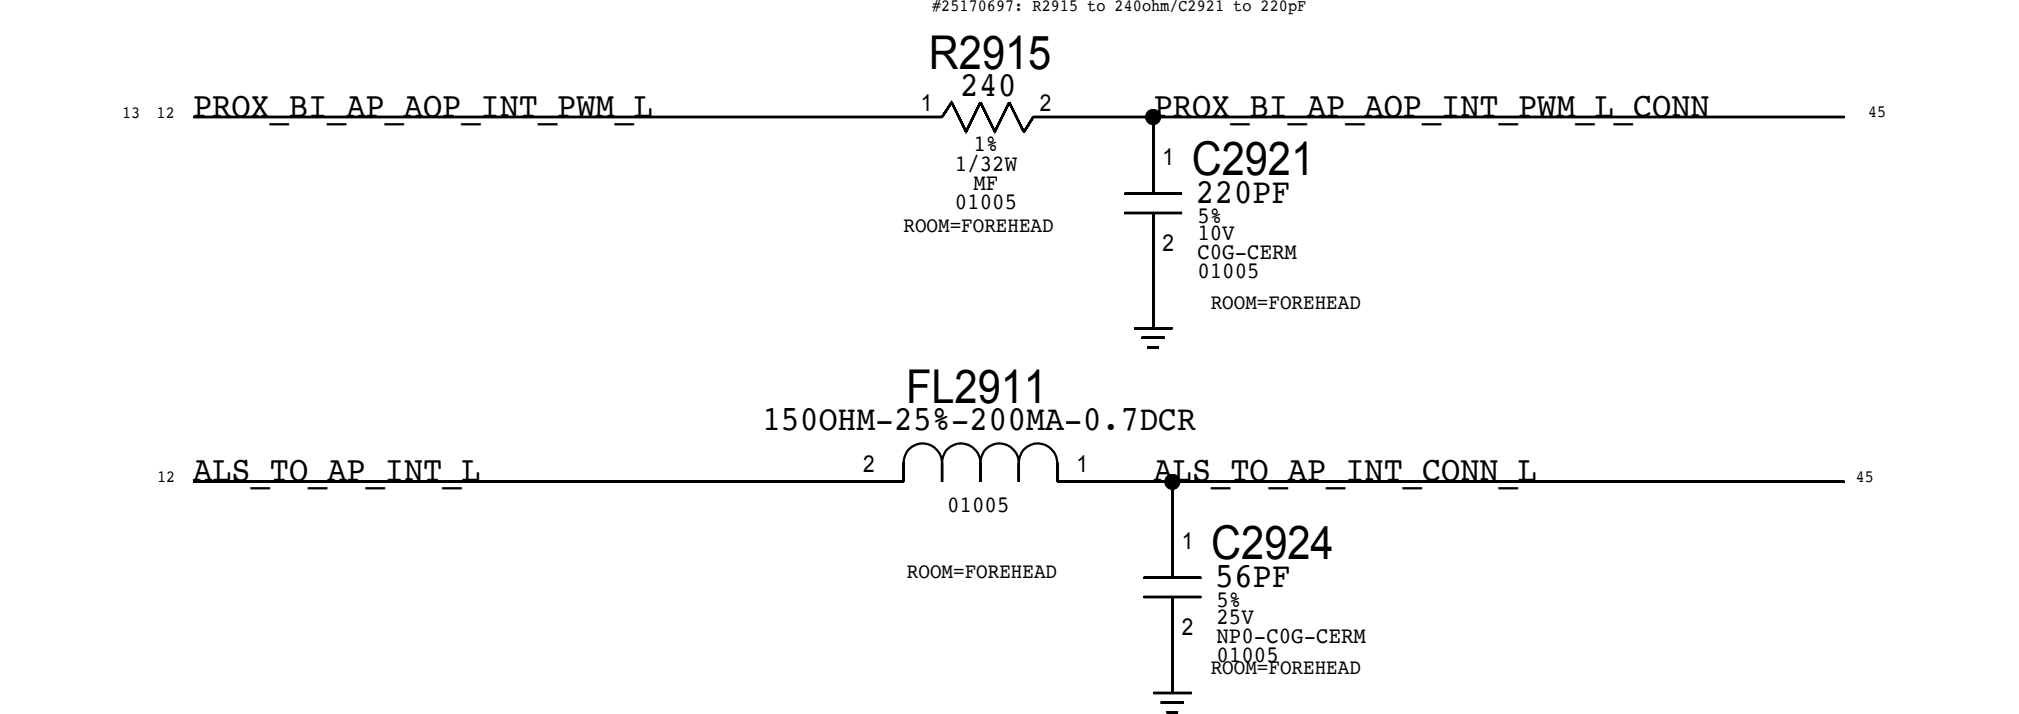 #25170697: R2915 to 240ohm/C2921 to 220pF
R2915
240
13 12 PROX_BI_AP_AOP_INT_PWM_L 1 2 PROX_BI_AP_AOP_INT_PWM_L_CONN 45
1%
1/32W
MF
01005
ROOM=FOREHEAD
1 C2921
220PF
5%
10V
2
C0G-CERM
01005
ROOM=FOREHEAD
FL2911
150OHM-25%-200MA-0.7DCR
12 ALS_TO_AP_INT_L 2 1 ALS_TO_AP_INT_CONN_L 45
01005
ROOM=FOREHEAD
1 C2924
56PF
5%
25V
2
NP0-C0G-CERM
01005
ROOM=FOREHEAD